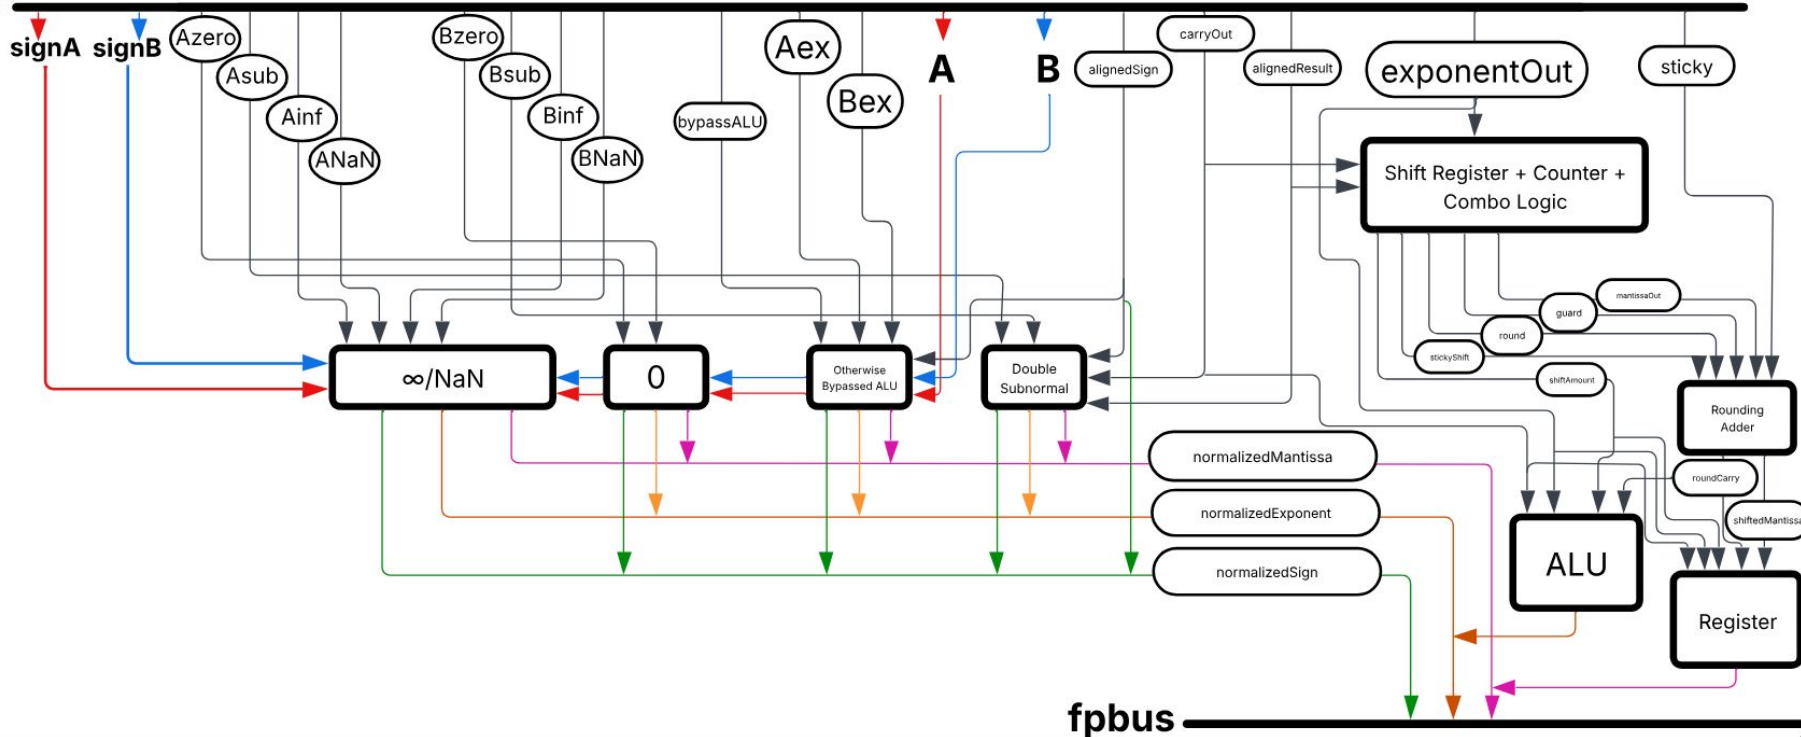 signA
signB
Azero
Asub
Ainf
ANaN
Bzero
Bsub
Binf
BNaN
bypassALU
Aex
Bex
A
B
alignedSign
carryOut
alignedResult
exponentOut
sticky
Shift Register + Counter +
Combo Logic
mantissaOut
guard
round
stickyShift
shiftAmount
∞/NaN
0
Otherwise
Bypassed ALU
Double
Subnormal
Rounding
Adder
normalizedMantissa
roundCarry
normalizedExponent
shiftedMantissa
normalizedSign
ALU
Register
fpbus